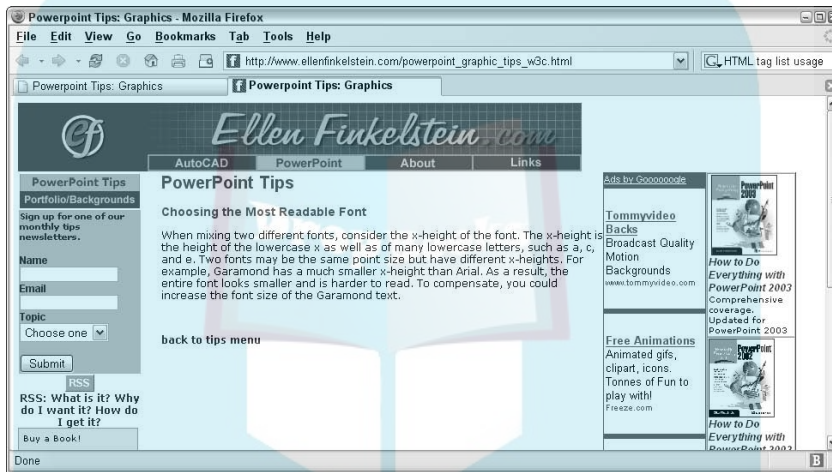 Powerpoint Tips: Graphics - Mozilla Firefox
File Edit View Go Bookmarks Tab Tools Help
http://www.ellenfinkelstein.com/powerpoint_graphic_tips_w3c.html
HTML tag list usage
Powerpoint Tips: Graphics
Powerpoint Tips: Graphics
Ellen Finkelstein.com
AutoCAD PowerPoint About Links
PowerPoint Tips
Portfolio/Backgrounds
Sign up for one of our
monthly tips
newsletters.
Name
Email
Topic
Choose one
Submit
RSS
RSS: What is it? Why
do I want it? How do
I get it?
Buy a Book!
PowerPoint Tips
Choosing the Most Readable Font
When mixing two different fonts, consider the x-height of the font. The x-height is
the height of the lowercase x as well as of many lowercase letters, such as a, c,
and e. Two fonts may be the same point size but have different x-heights. For
example, Garamond has a much smaller x-height than Arial. As a result, the
entire font looks smaller and is harder to read. To compensate, you could
increase the font size of the Garamond text.
back to tips menu
Ads by Goooooogle
Tommyvideo
Backs
Broadcast Quality
Motion
Backgrounds
www.tommyvideo.com
Free Animations
Animated gifs,
clipart, icons.
Tonnes of Fun to
play with!
Freeze.com
PowerPoint
2003
How to Do
Everything with
PowerPoint 2003
Comprehensive
coverage.
Updated for
PowerPoint 2003
PowerPoint
2002
How to Do
Everything with
PowerPoint 2002
Done